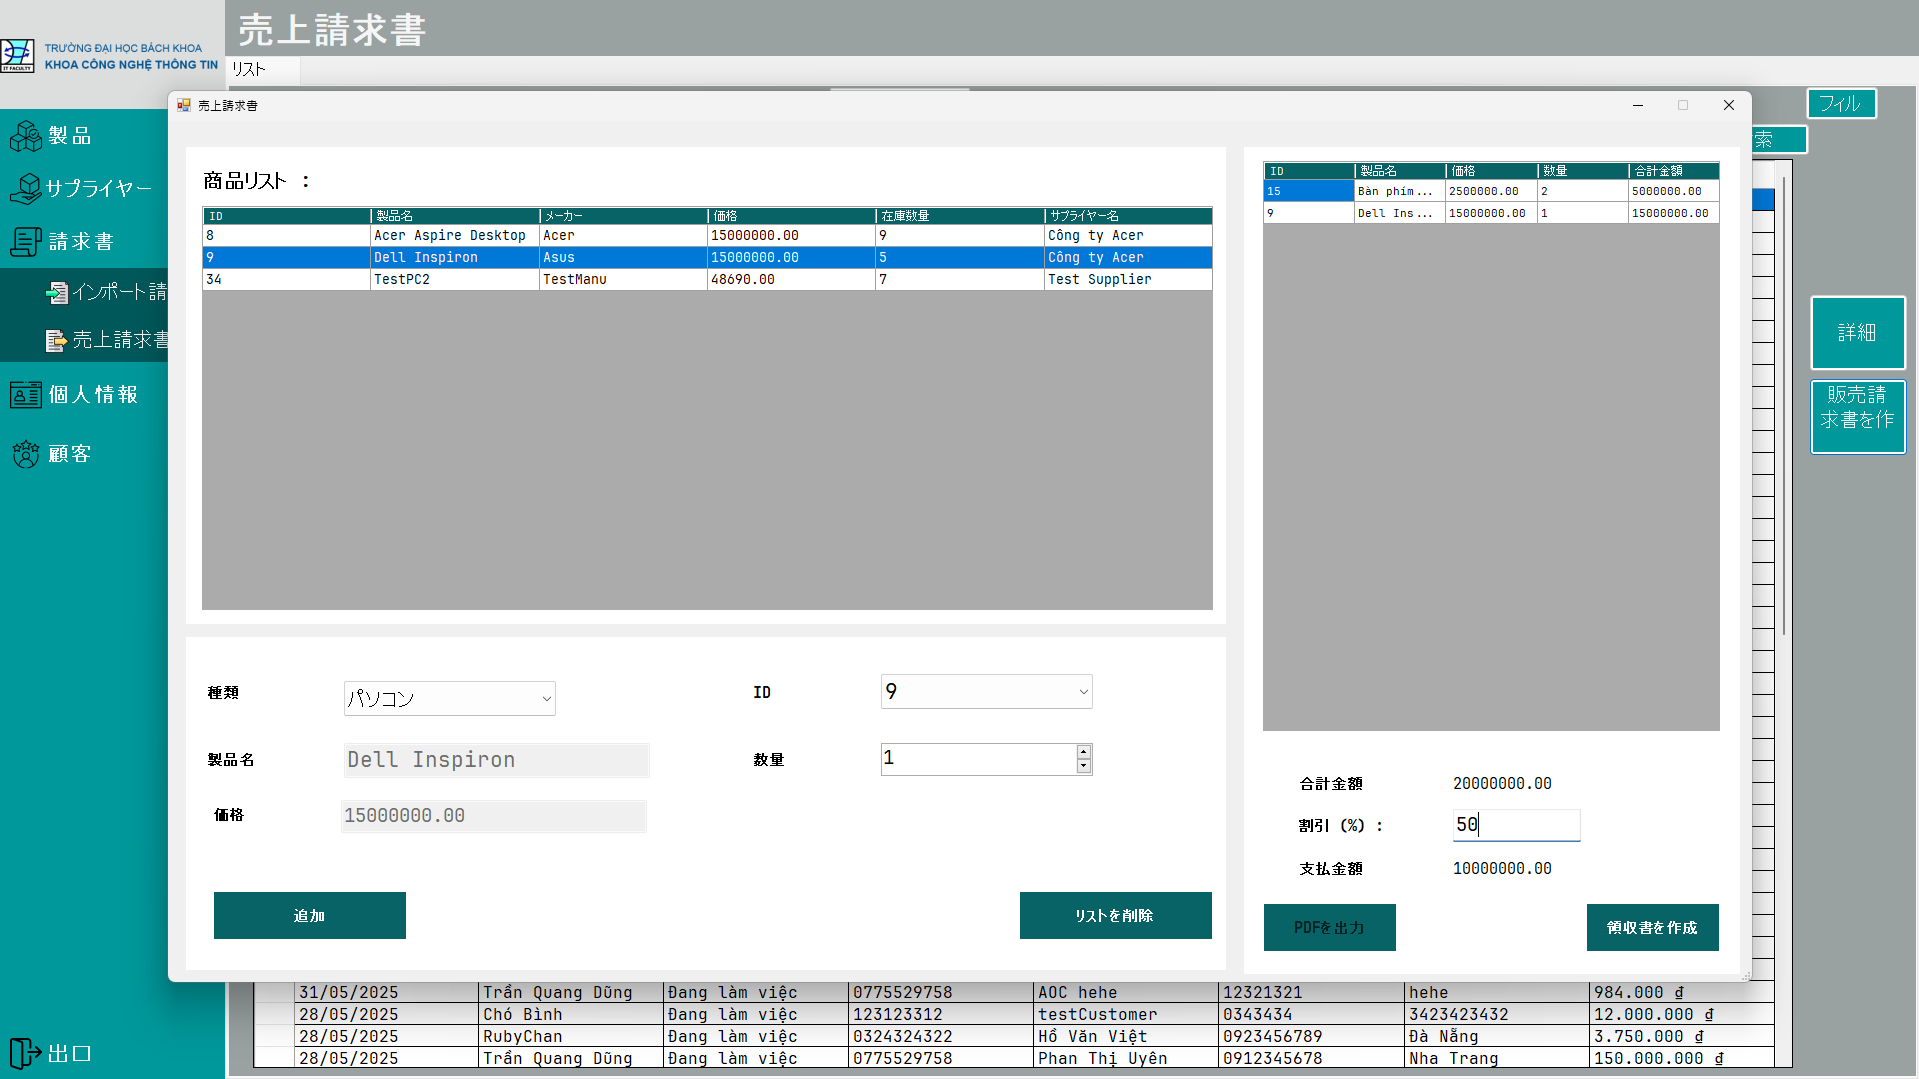 TRƯỜNG ĐẠI HỌC BÁCH KHOA
KHOA CÔNG NGHỆ THÔNG TIN
IT FACULTY
売上請求書
リスト
製品
サプライヤー
請求書
インポート請
売上請求書
個人情報
顧客
出口
フィル
索
詳細
販売請
求書を作
売上請求書
商品リスト :
ID 製品名 メーカー 価格 在庫数量 サプライヤー名
8 Acer Aspire Desktop Acer 15000000.00 9 Công ty Acer
9 Dell Inspiron Asus 15000000.00 5 Công ty Acer
34 TestPC2 TestManu 48690.00 7 Test Supplier
種類 パソコン ID 9
製品名 Dell Inspiron 数量 1
価格 15000000.00
追加 リストを削除
ID 製品名 価格 数量 合計金額
15 Bàn phím... 2500000.00 2 5000000.00
9 Dell Ins... 15000000.00 1 15000000.00
合計金額 20000000.00
割引 (%) : 50
支払金額 10000000.00
PDFを出力 領収書を作成
31/05/2025 Trần Quang Dũng Đang làm việc 0775529758 AOC hehe 12321321 hehe 984.000 ₫
28/05/2025 Chó Bình Đang làm việc 123123312 testCustomer 0343434 3423423432 12.000.000 ₫
28/05/2025 RubyChan Đang làm việc 0324324322 Hồ Văn Việt 0923456789 Đà Nẵng 3.750.000 ₫
28/05/2025 Trần Quang Dũng Đang làm việc 0775529758 Phan Thị Uyên 0912345678 Nha Trang 150.000.000 ₫